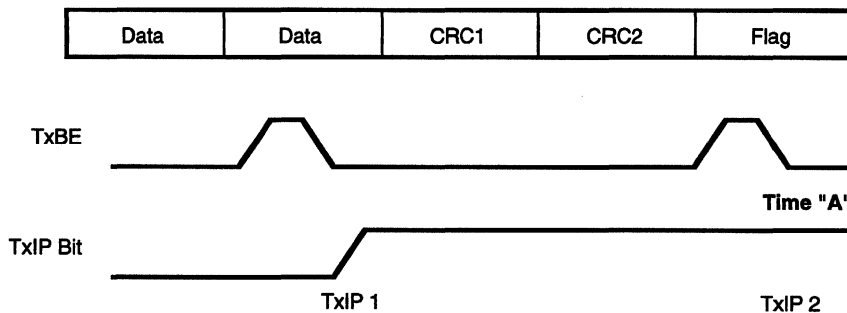 Data Data CRC1 CRC2 Flag
TxBE
Time "A"
TxIP Bit
TxIP 1 TxIP 2